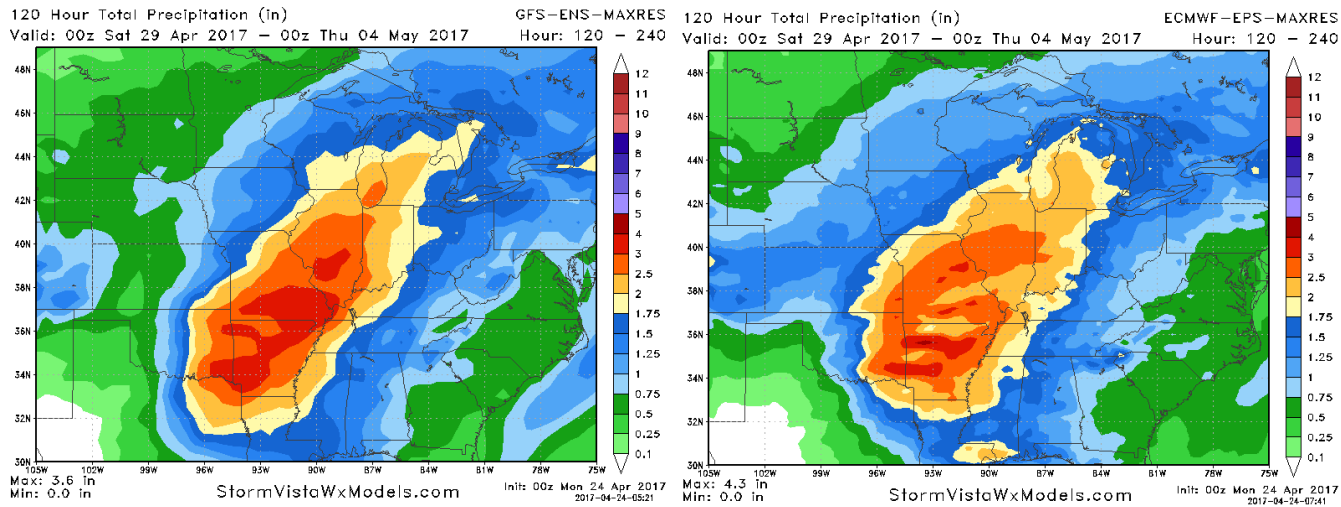 120 Hour Total Precipitation (in) GFS-ENS-MAXRES
Valid: 00z Sat 29 Apr 2017 - 00z Thu 04 May 2017 Hour: 120 - 240
48N
46N
44N
42N
40N
38N
36N
34N
32N
30N
105W 102W 99W 96W 93W 90W 87W 84W 81W 78W 75W
12
11
10
9
8
7
6
5
4
3
2.5
2
1.75
1.5
1.25
1
0.75
0.5
0.25
0.1
Max: 3.6 in
Min: 0.0 in
StormVistaWxModels.com
Init: 00z Mon 24 Apr 2017
2017-04-24-05:21
120 Hour Total Precipitation (in) ECMWF-EPS-MAXRES
Valid: 00z Sat 29 Apr 2017 - 00z Thu 04 May 2017 Hour: 120 - 240
48N
46N
44N
42N
40N
38N
36N
34N
32N
30N
105W 102W 99W 96W 93W 90W 87W 84W 81W 78W 75W
12
11
10
9
8
7
6
5
4
3
2.5
2
1.75
1.5
1.25
1
0.75
0.5
0.25
0.1
Max: 4.3 in
Min: 0.0 in
StormVistaWxModels.com
Init: 00z Mon 24 Apr 2017
2017-04-24-07:41